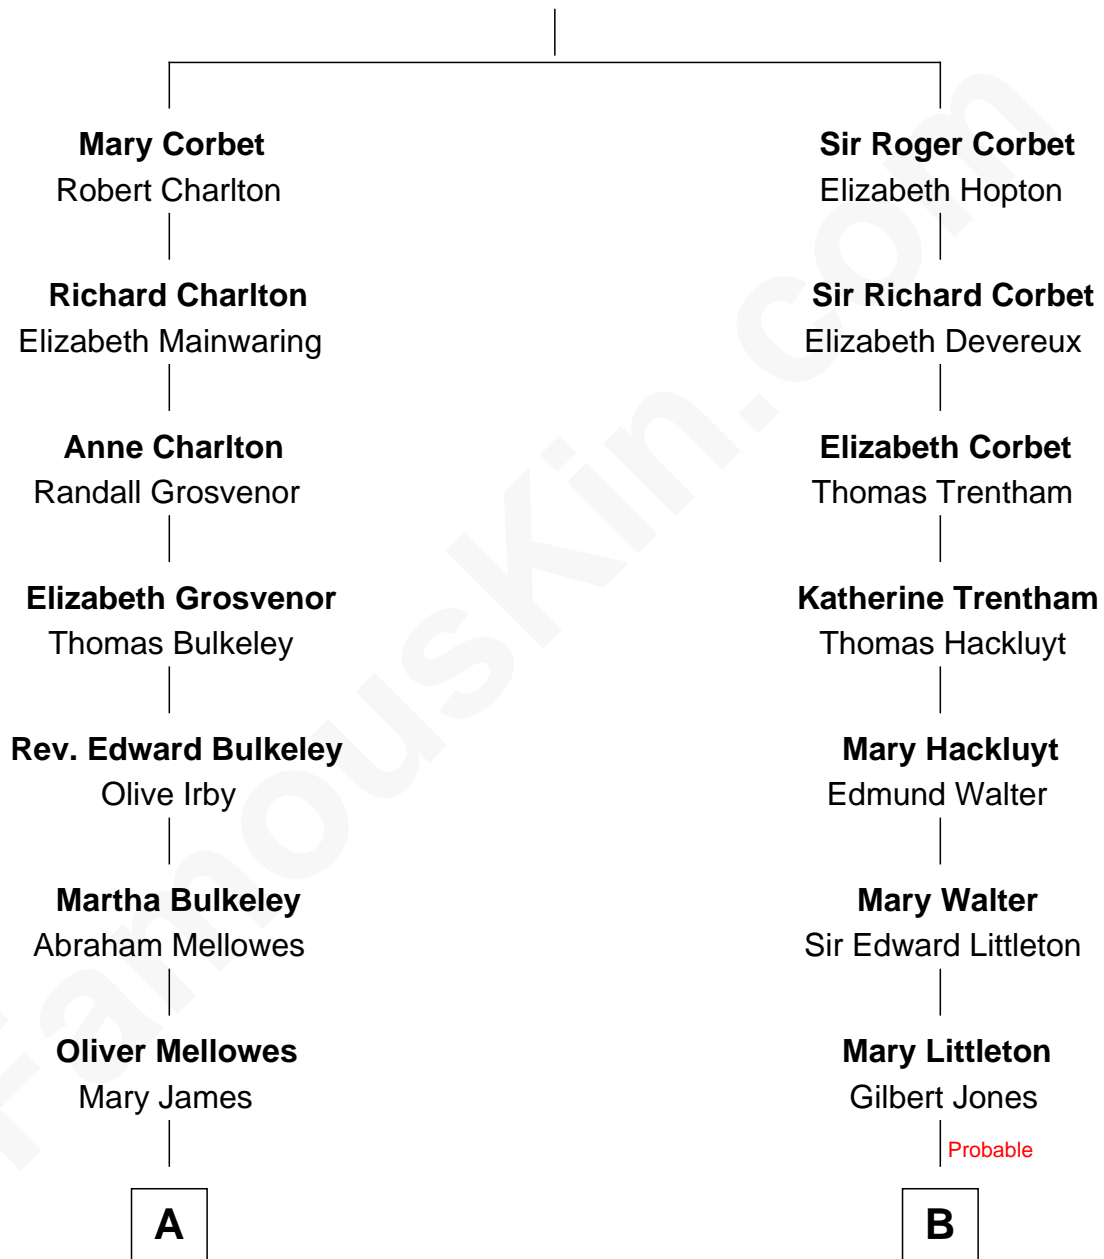 Mary Corbet
Robert Charlton
Richard Charlton
Elizabeth Mainwaring
Anne Charlton
Randall Grosvenor
Elizabeth Grosvenor
Thomas Bulkeley
Rev. Edward Bulkeley
Olive Irby
Martha Bulkeley
Abraham Mellowes
Oliver Mellowes
Mary James
A
Sir Roger Corbet
Elizabeth Hopton
Sir Richard Corbet
Elizabeth Devereux
Elizabeth Corbet
Thomas Trentham
Katherine Trentham
Thomas Hackluyt
Mary Hackluyt
Edmund Walter
Mary Walter
Sir Edward Littleton
Mary Littleton
Gilbert Jones
Probable
B
FamousKin.com